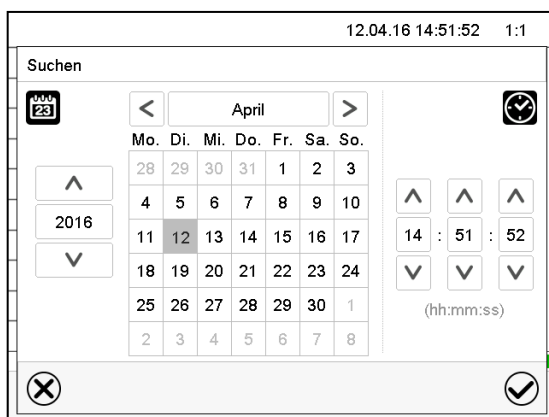 12.04.16 14:51:52 1:1
Suchen
23
< April >
Mo. Di. Mi. Do. Fr. Sa. So.
28 29 30 31 1 2 3
4 5 6 7 8 9 10
11 12 13 14 15 16 17
18 19 20 21 22 23 24
25 26 27 28 29 30 1
2 3 4 5 6 7 8
2016
14 : 51 : 52
(hh:mm:ss)